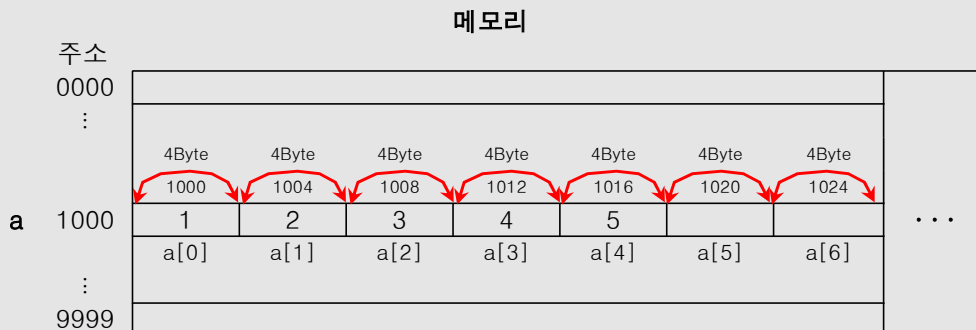 메모리
주소
0000
⋮
4Byte 4Byte 4Byte 4Byte 4Byte 4Byte 4Byte
1000 1004 1008 1012 1016 1020 1024
a 1000 1 2 3 4 5 ...
a[0] a[1] a[2] a[3] a[4] a[5] a[6]
⋮
9999